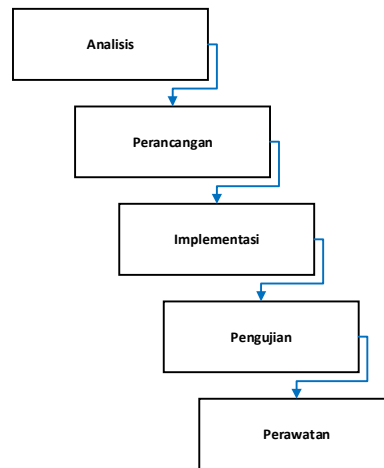 Analisis
Perancangan
Implementasi
Pengujian
Perawatan